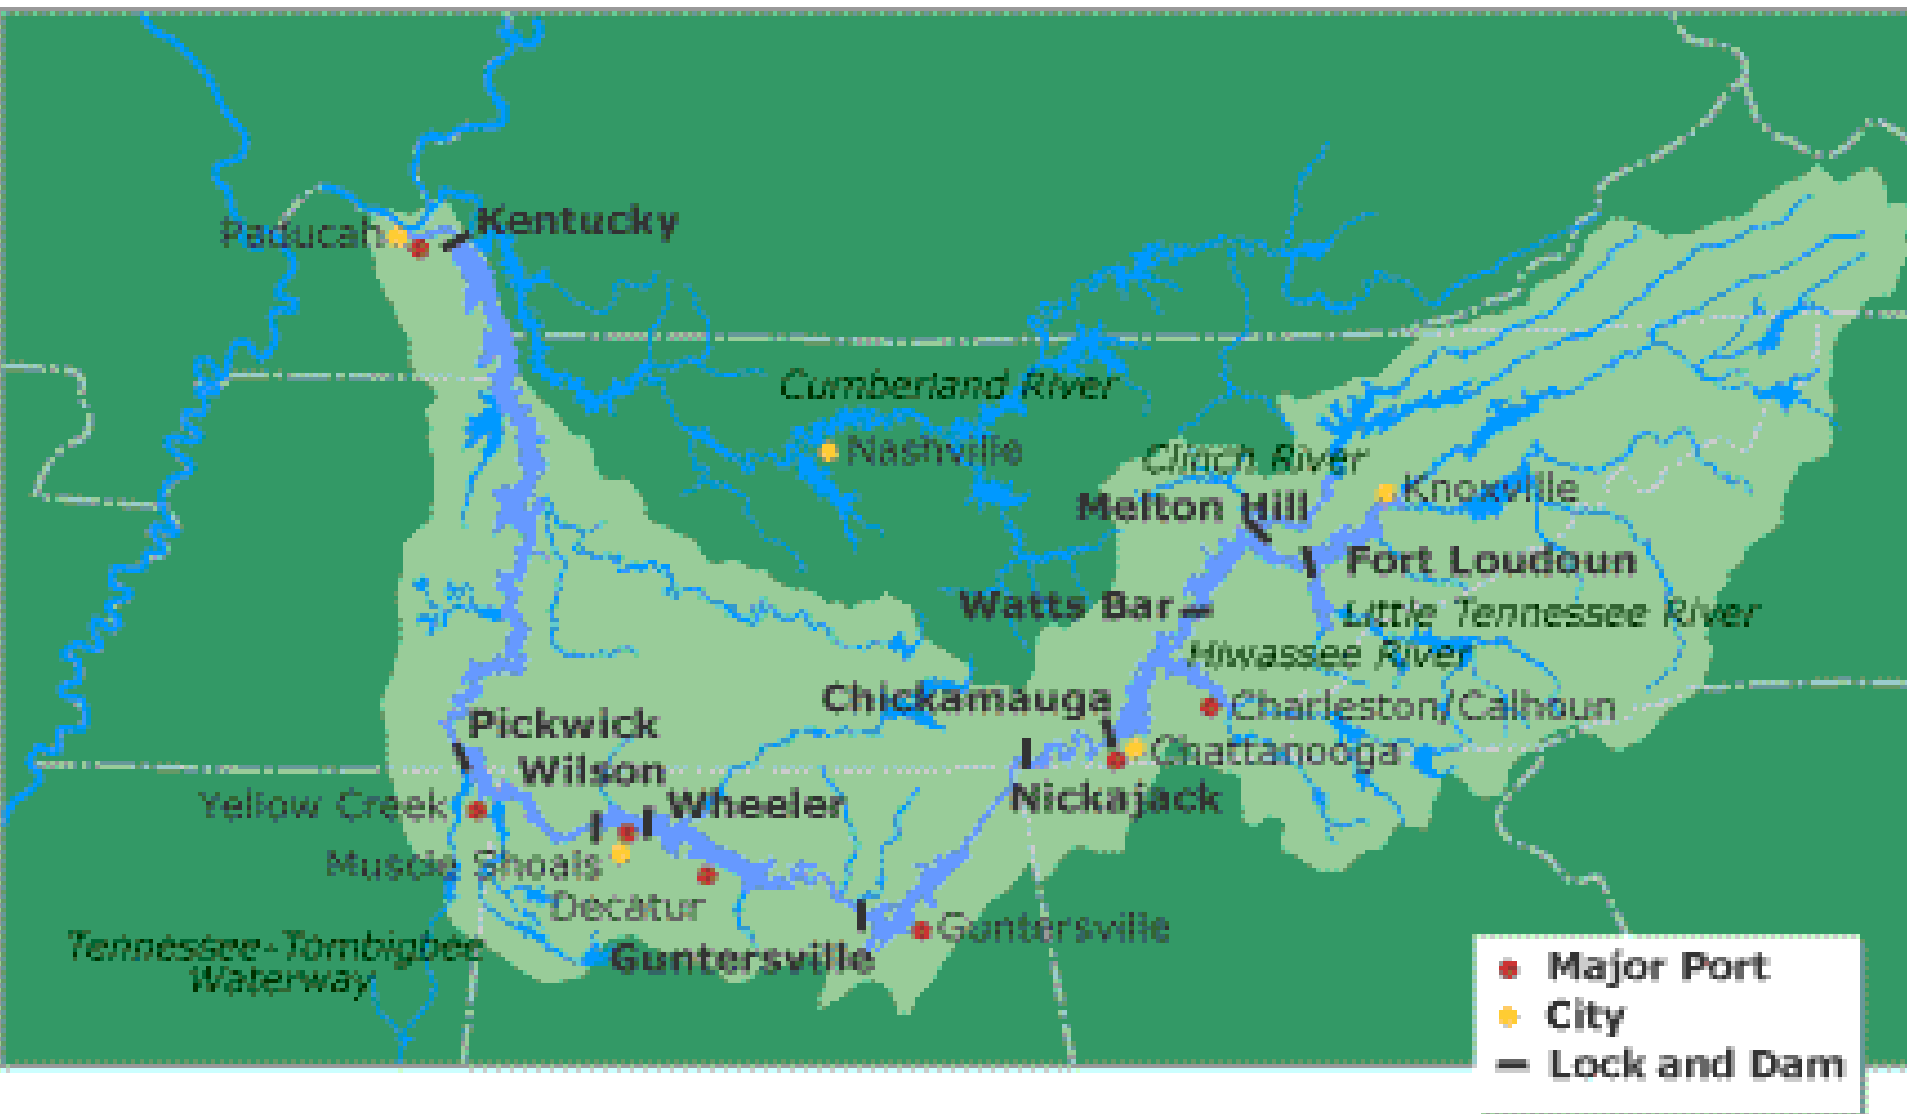 Paducah
Kentucky
Cumberland River
Nashville
Clinch River
Knoxville
Melton Hill
Fort Loudoun
Watts Bar
Little Tennessee River
Hiwassee River
Chickamauga
Charleston/Calhoun
Pickwick
Chattanooga
Wilson
Nickajack
Yellow Creek
Wheeler
Muscle Shoals
Decatur
Guntersville
Tennessee-Tombigbee
Waterway
Guntersville
Major Port
City
Lock and Dam